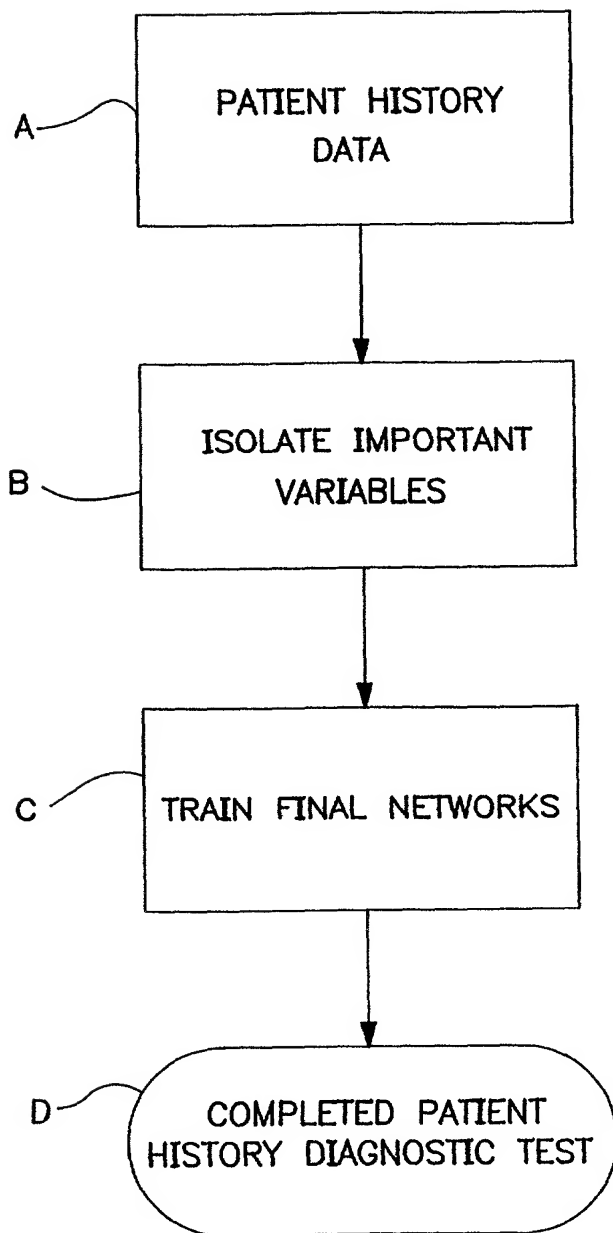 A
PATIENT HISTORY
DATA
B
ISOLATE IMPORTANT
VARIABLES
C
TRAIN FINAL NETWORKS
D
COMPLETED PATIENT
HISTORY DIAGNOSTIC TEST